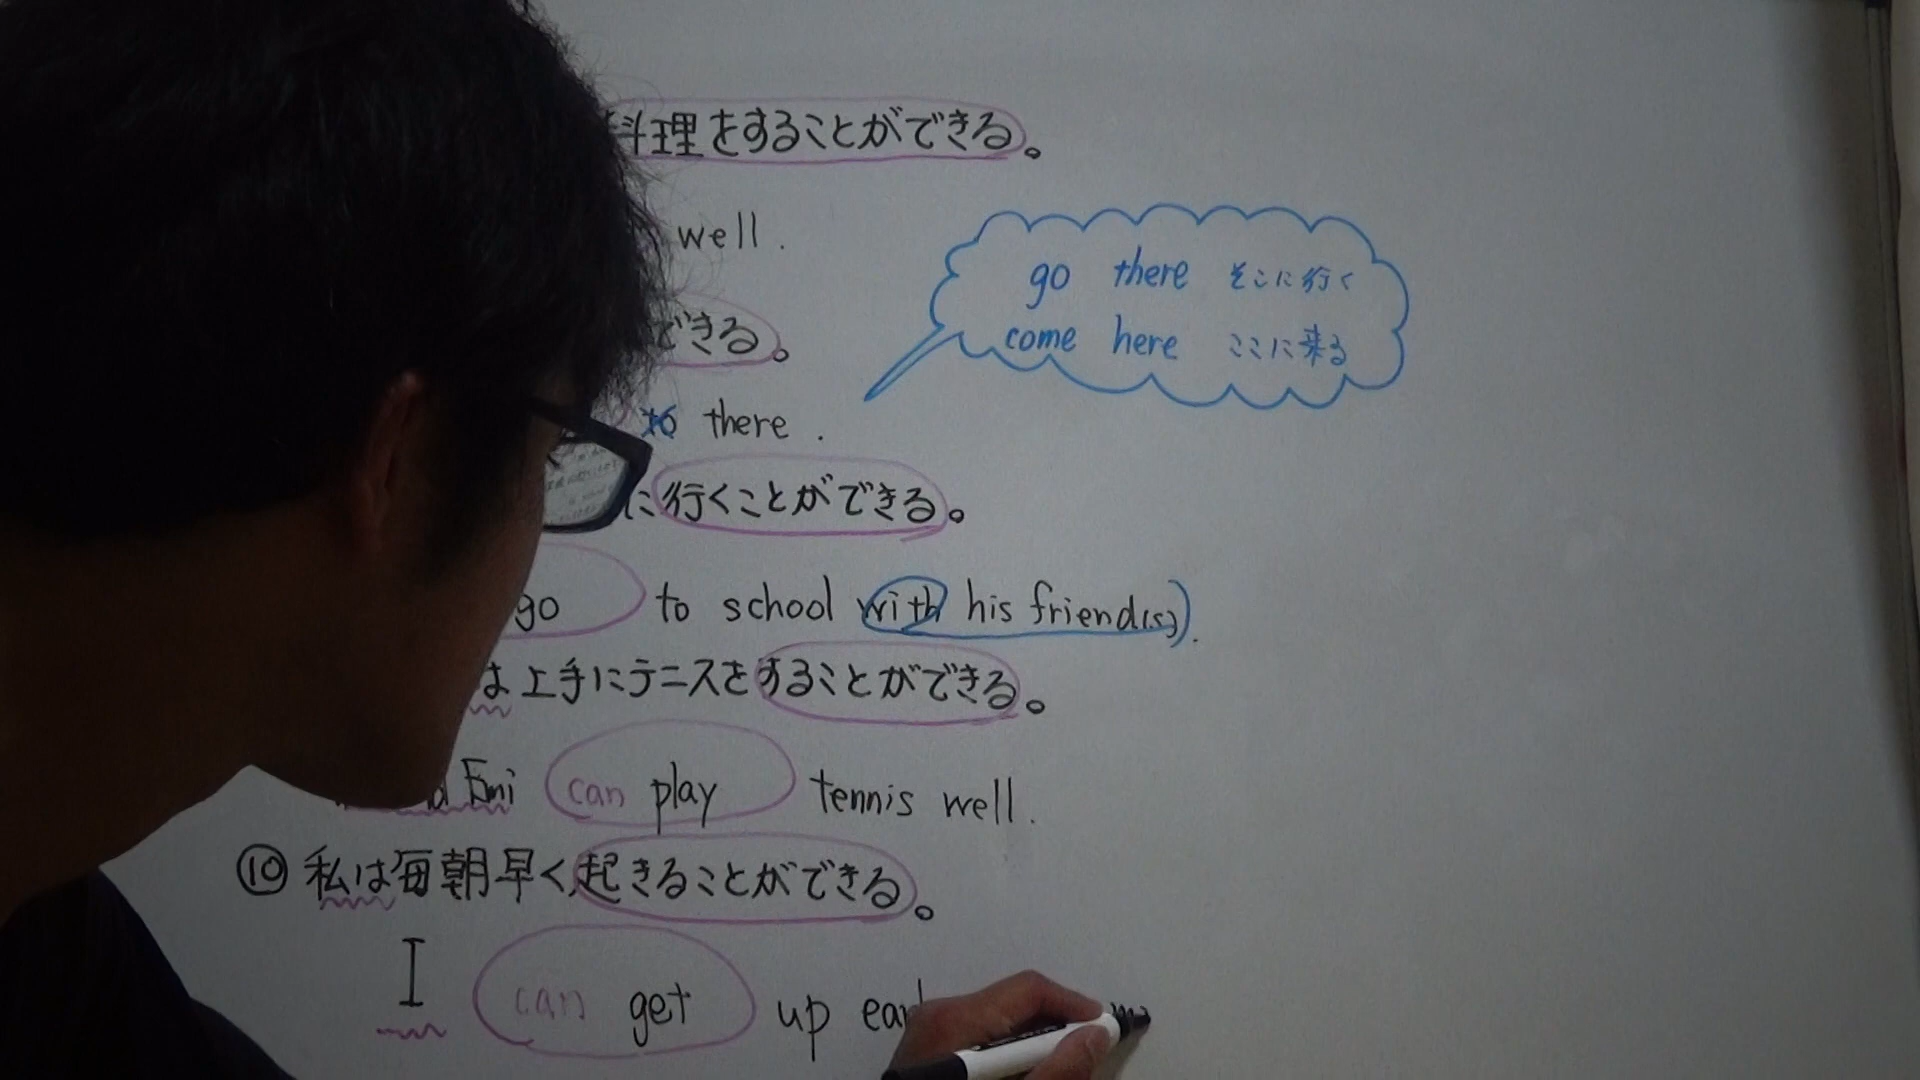 料理をすることができる。
well.
go there そこに行く
come here ここに来る
できる。
to there.
に行くことができる。
go to school with his friend(s).
は上手にテニスをすることができる。
Emi can play tennis well.
⑩ 私は毎朝早く起きることができる。
I can get up